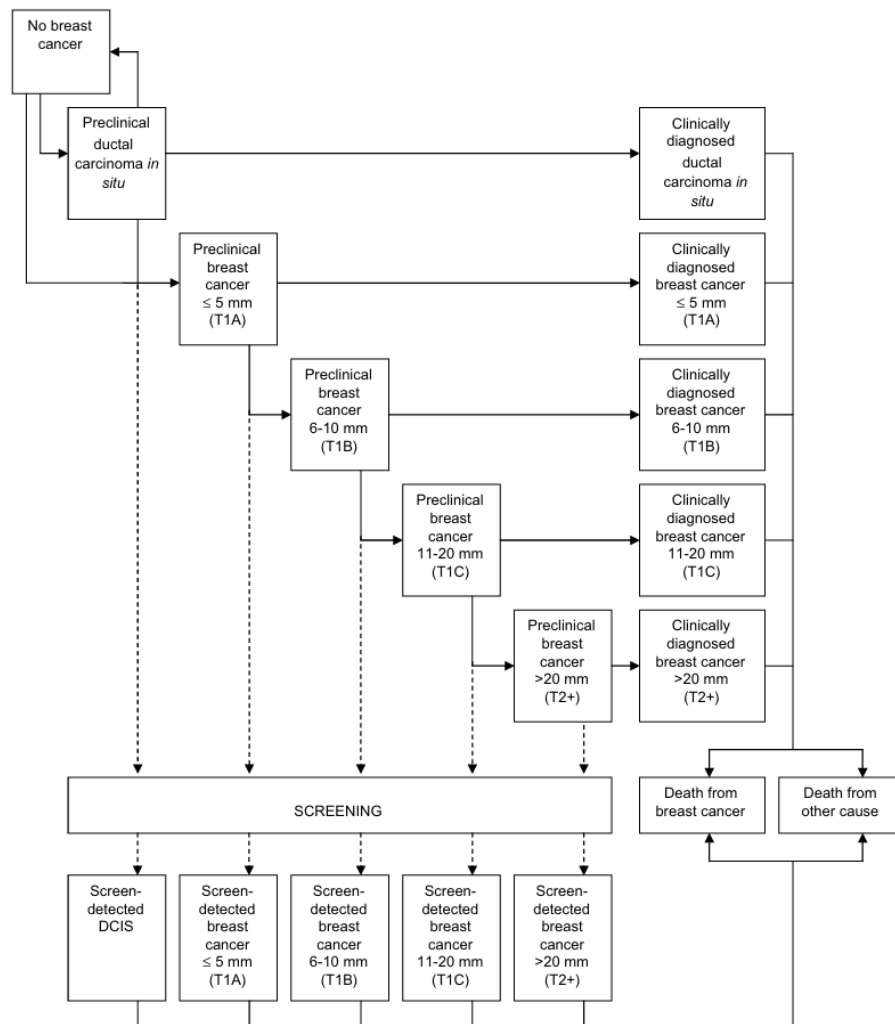 No breast
cancer
Preclinical
ductal
carcinoma in
situ
Clinically
diagnosed
ductal
carcinoma in
situ
Preclinical
breast
cancer
≤ 5 mm
(T1A)
Clinically
diagnosed
breast cancer
≤ 5 mm
(T1A)
Preclinical
breast
cancer
6-10 mm
(T1B)
Clinically
diagnosed
breast cancer
6-10 mm
(T1B)
Preclinical
breast
cancer
11-20 mm
(T1C)
Clinically
diagnosed
breast cancer
11-20 mm
(T1C)
Preclinical
breast
cancer
>20 mm
(T2+)
Clinically
diagnosed
breast cancer
>20 mm
(T2+)
SCREENING
Death from
breast cancer
Death from
other cause
Screen-
detected
DCIS
Screen-
detected
breast
cancer
≤ 5 mm
(T1A)
Screen-
detected
breast
cancer
6-10 mm
(T1B)
Screen-
detected
breast
cancer
11-20 mm
(T1C)
Screen-
detected
breast
cancer
>20 mm
(T2+)